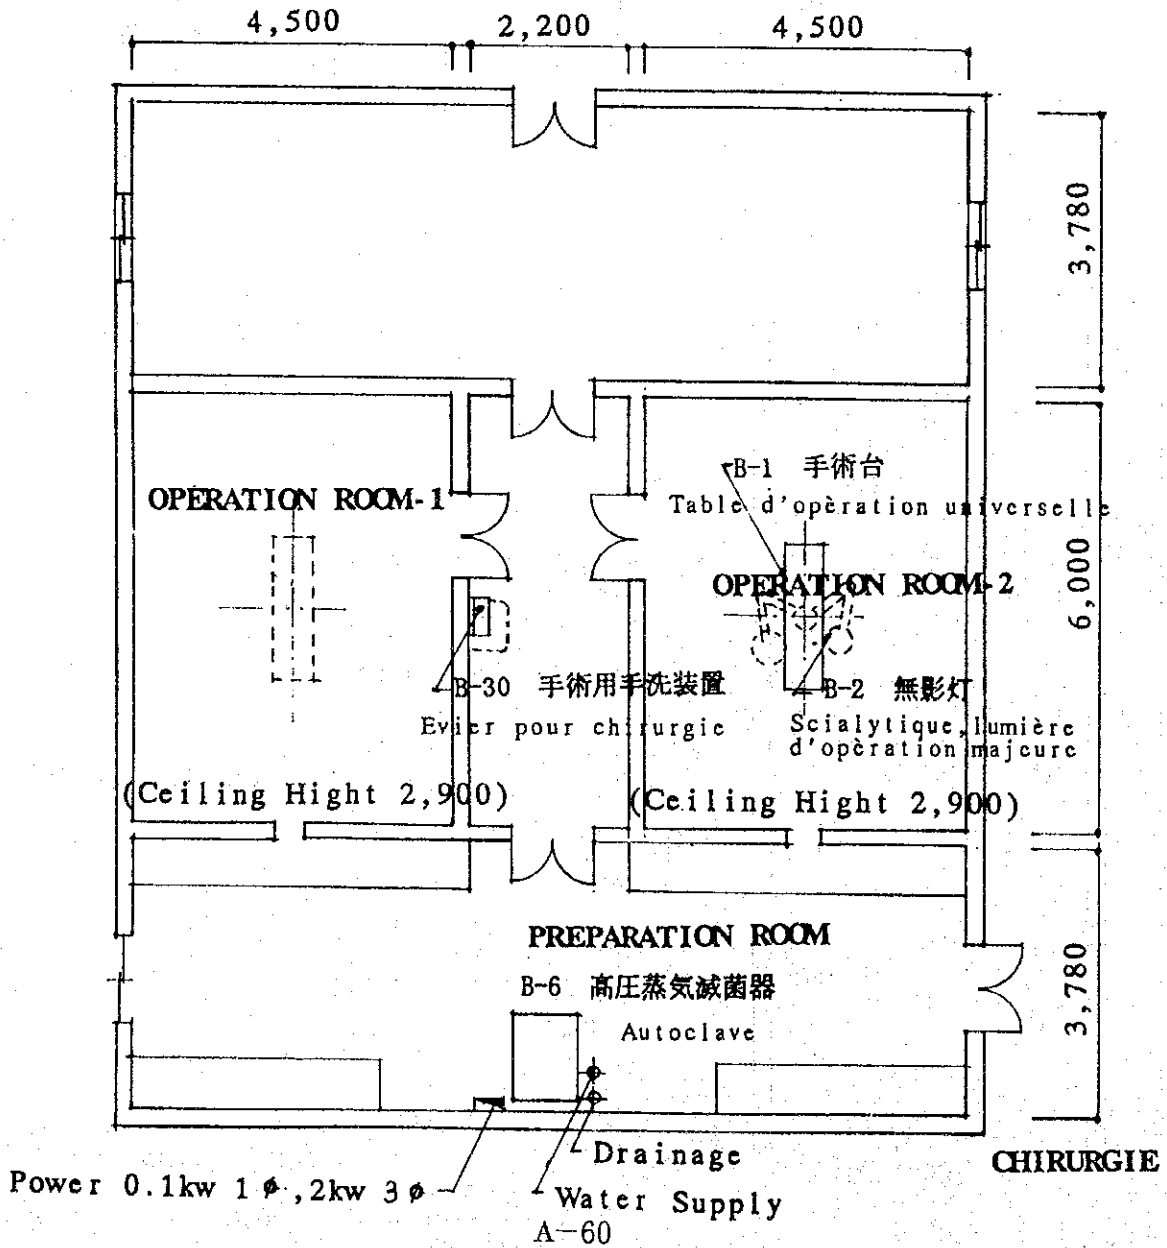 4,500
2,200
4,500
3,780
B-1 手術台
OPERATION ROOM-1
Table d'opèration universelle
6,000
OPERATION ROOM-2
B-30 手術用手洗装置
B-2 無影灯
Evier pour chirurgie
Scialytique,lumière
d'opèration majeure
(Ceiling Hight 2,900)
(Ceiling Hight 2,900)
PREPARATION ROOM
B-6 高圧蒸気滅菌器
3,780
Autoclave
Drainage
CHIRURGIE
Power 0.1kw 1φ,2kw 3φ
Water Supply
A-60